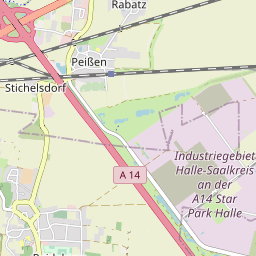 Rabatz
Peißen
Stichelsdorf
Industriegebiet
Halle-Saalkreis
an der
A14 Star
Park Halle
A 14